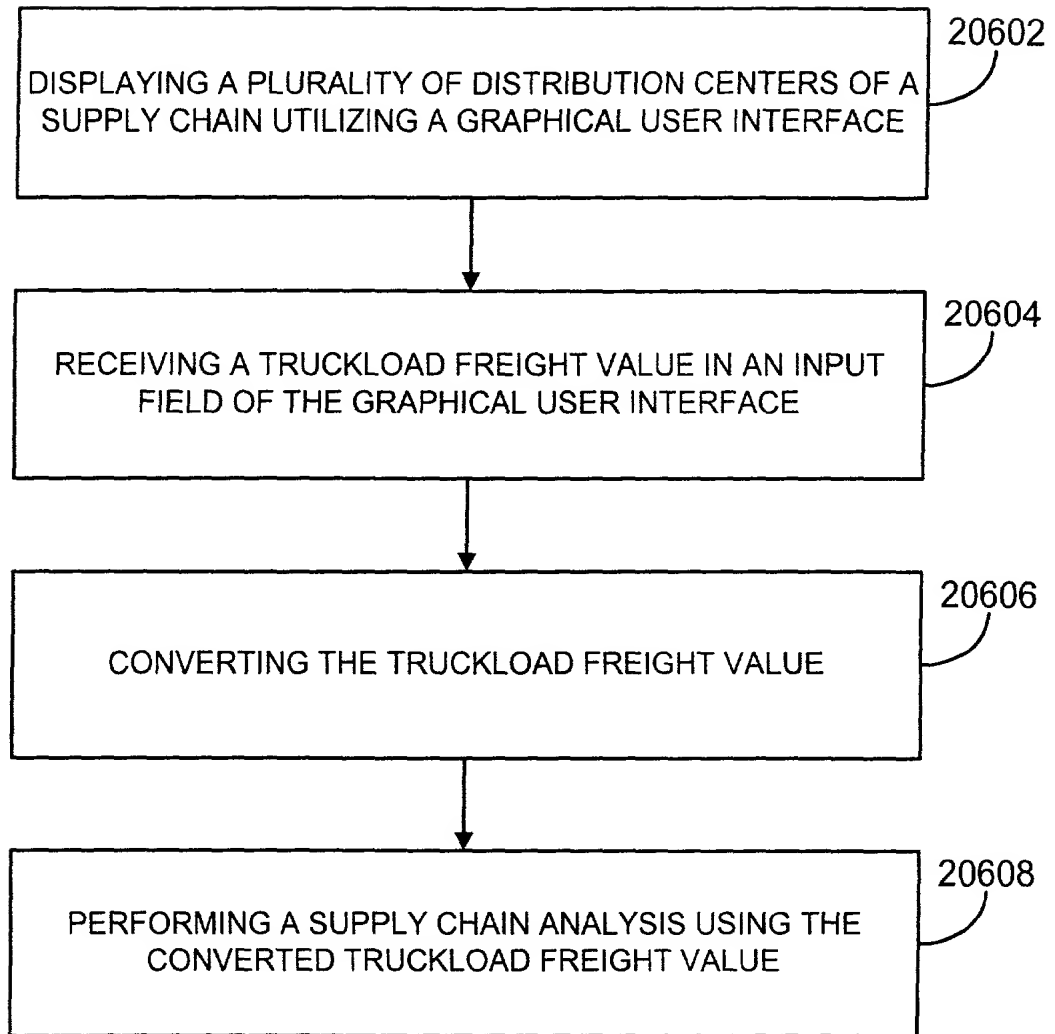 20602
DISPLAYING A PLURALITY OF DISTRIBUTION CENTERS OF A
SUPPLY CHAIN UTILIZING A GRAPHICAL USER INTERFACE
20604
RECEIVING A TRUCKLOAD FREIGHT VALUE IN AN INPUT
FIELD OF THE GRAPHICAL USER INTERFACE
20606
CONVERTING THE TRUCKLOAD FREIGHT VALUE
20608
PERFORMING A SUPPLY CHAIN ANALYSIS USING THE
CONVERTED TRUCKLOAD FREIGHT VALUE